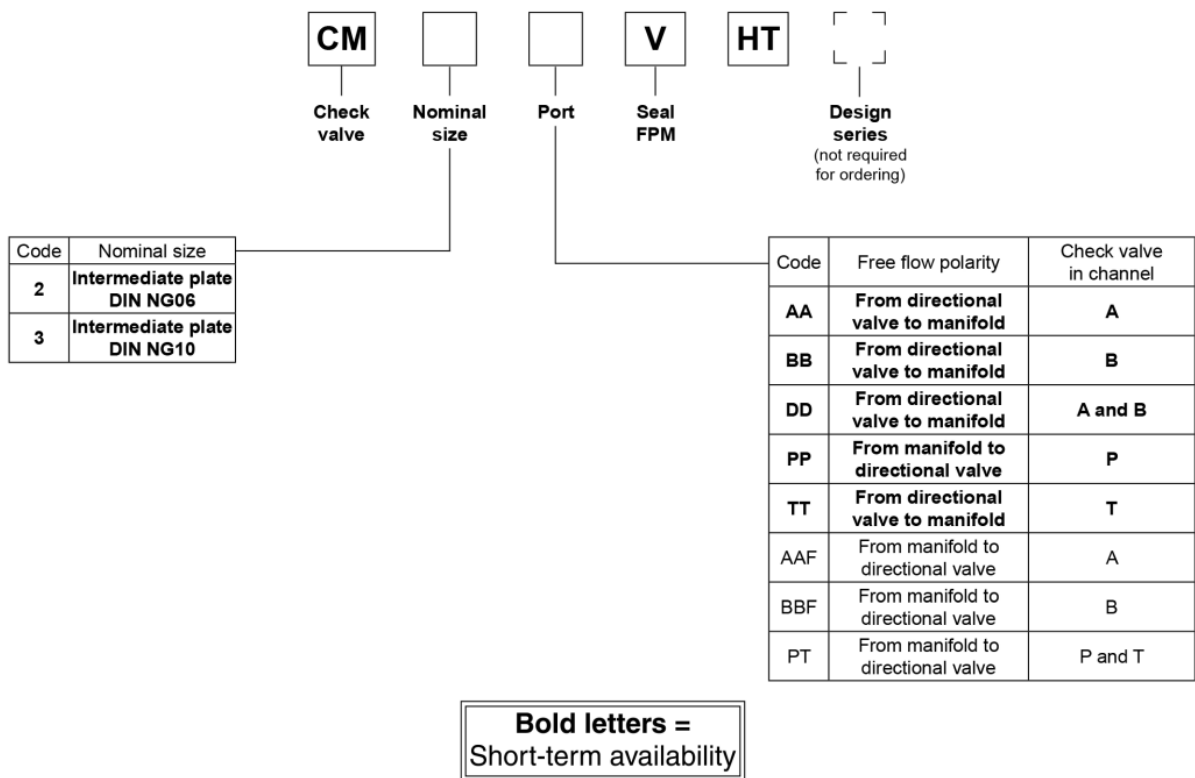 CM V HT
Check valve
Nominal size
Port
Seal FPM
Design series
(not required for ordering)
Code Nominal size
2 Intermediate plate DIN NG06
3 Intermediate plate DIN NG10
Code Free flow polarity Check valve in channel
AA From directional valve to manifold A
BB From directional valve to manifold B
DD From directional valve to manifold A and B
PP From manifold to directional valve P
TT From directional valve to manifold T
AAF From manifold to directional valve A
BBF From manifold to directional valve B
PT From manifold to directional valve P and T
Bold letters =
Short-term availability